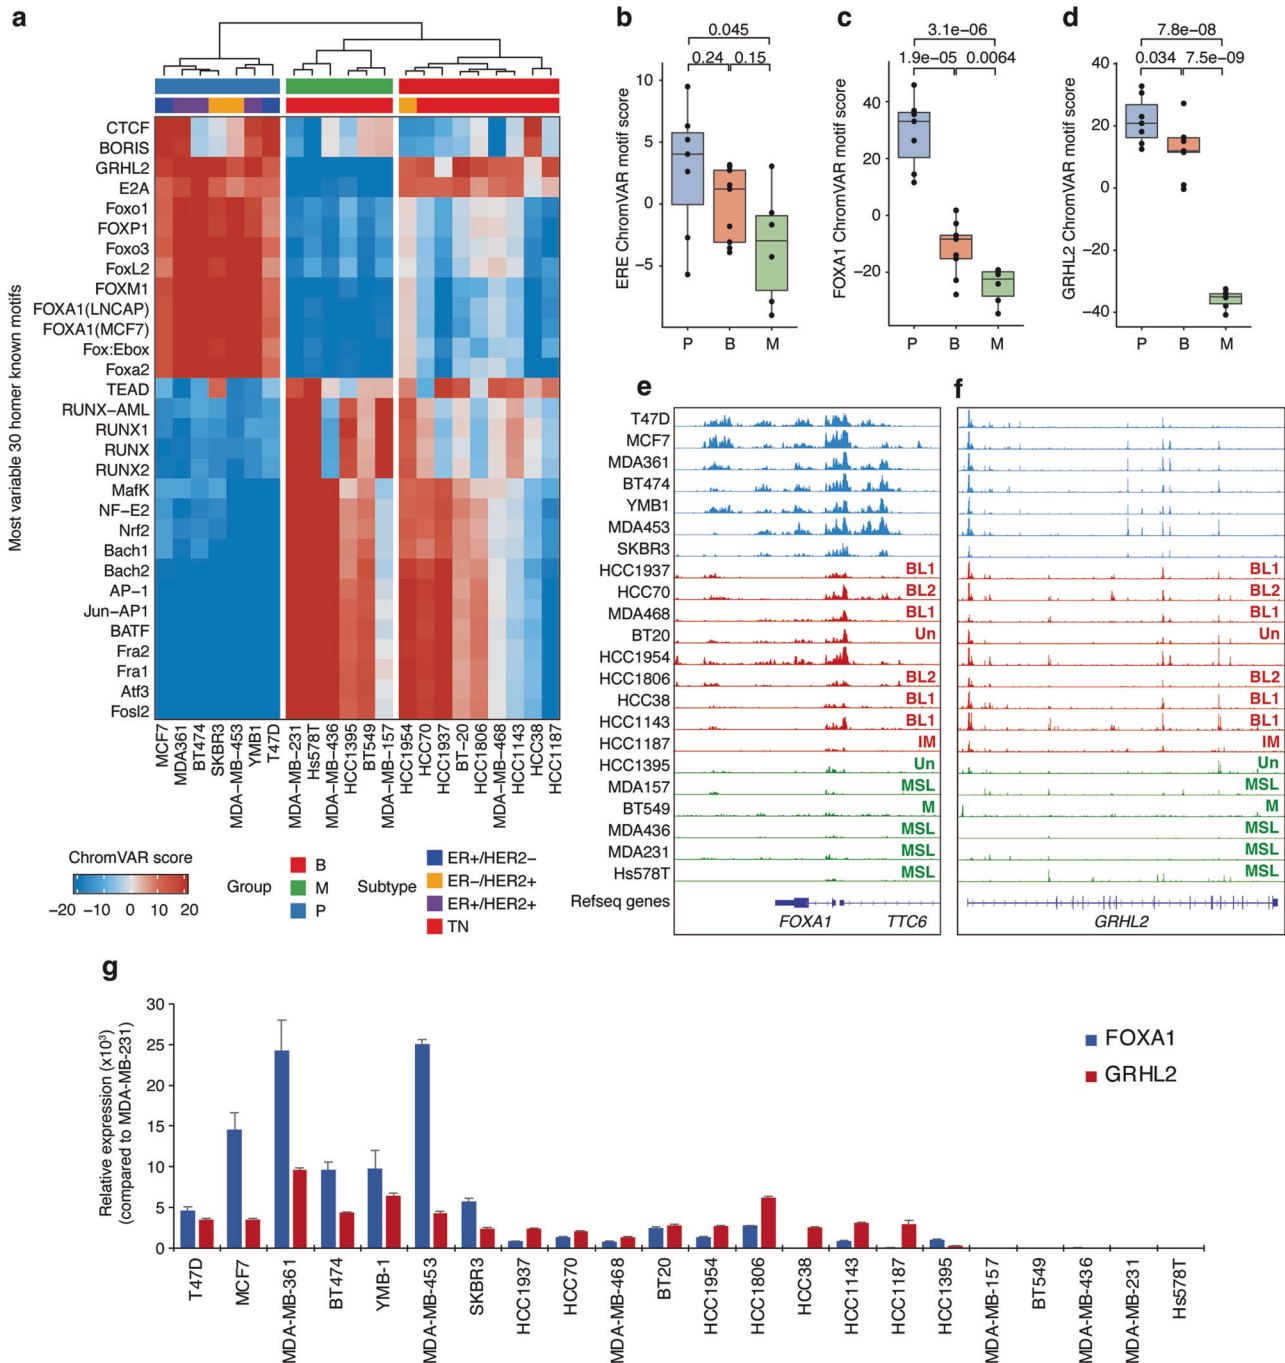 a
Most variable 30 homer known motifs
CTCF
BORIS
GRHL2
E2A
Foxo1
FOXP1
Foxo3
FoxL2
FOXM1
FOXA1(LNCAP)
FOXA1(MCF7)
Fox:Ebox
Foxa2
TEAD
RUNX-AML
RUNX1
RUNX
RUNX2
MafK
NF-E2
Nrf2
Bach1
Bach2
AP-1
Jun-AP1
BATF
Fra2
Fra1
Atf3
Fosl2
MCF7
MDA361
BT474
SKBR3
MDA-MB-453
YMB1
T47D
MDA-MB-231
Hs578T
MDA-MB-436
HCC1395
BT549
MDA-MB-157
HCC1954
HCC70
HCC1937
BT-20
HCC1806
MDA-MB-468
HCC1143
HCC38
HCC1187
ChromVAR score
-20 -10 0 10 20
Group
B
M
P
Subtype
ER+/HER2-
ER-/HER2+
ER+/HER2+
TN
b
0.045
0.24 0.15
ERE ChromVAR motif score
10
5
0
-5
P B M
c
3.1e-06
1.9e-05 0.0064
FOXA1 ChromVAR motif score
40
20
0
-20
P B M
d
7.8e-08
0.034 7.5e-09
GRHL2 ChromVAR motif score
40
20
0
-20
-40
P B M
e
f
T47D
MCF7
MDA361
BT474
YMB1
MDA453
SKBR3
HCC1937 BL1 BL1
HCC70 BL2 BL2
MDA468 BL1 BL1
BT20 Un Un
HCC1954
HCC1806 BL2 BL2
HCC38 BL1 BL1
HCC1143 BL1 BL1
HCC1187 IM IM
HCC1395 Un Un
MDA157 MSL MSL
BT549 M M
MDA436 MSL MSL
MDA231 MSL MSL
Hs578T MSL MSL
Refseq genes
FOXA1 TTC6
GRHL2
g
Relative expression (x10³)
(compared to MDA-MB-231)
30
25
20
15
10
5
0
FOXA1
GRHL2
T47D
MCF7
MDA-MB-361
BT474
YMB-1
MDA-MB-453
SKBR3
HCC1937
HCC70
MDA-MB-468
BT20
HCC1954
HCC1806
HCC38
HCC1143
HCC1187
HCC1395
MDA-MB-157
BT549
MDA-MB-436
MDA-MB-231
Hs578T